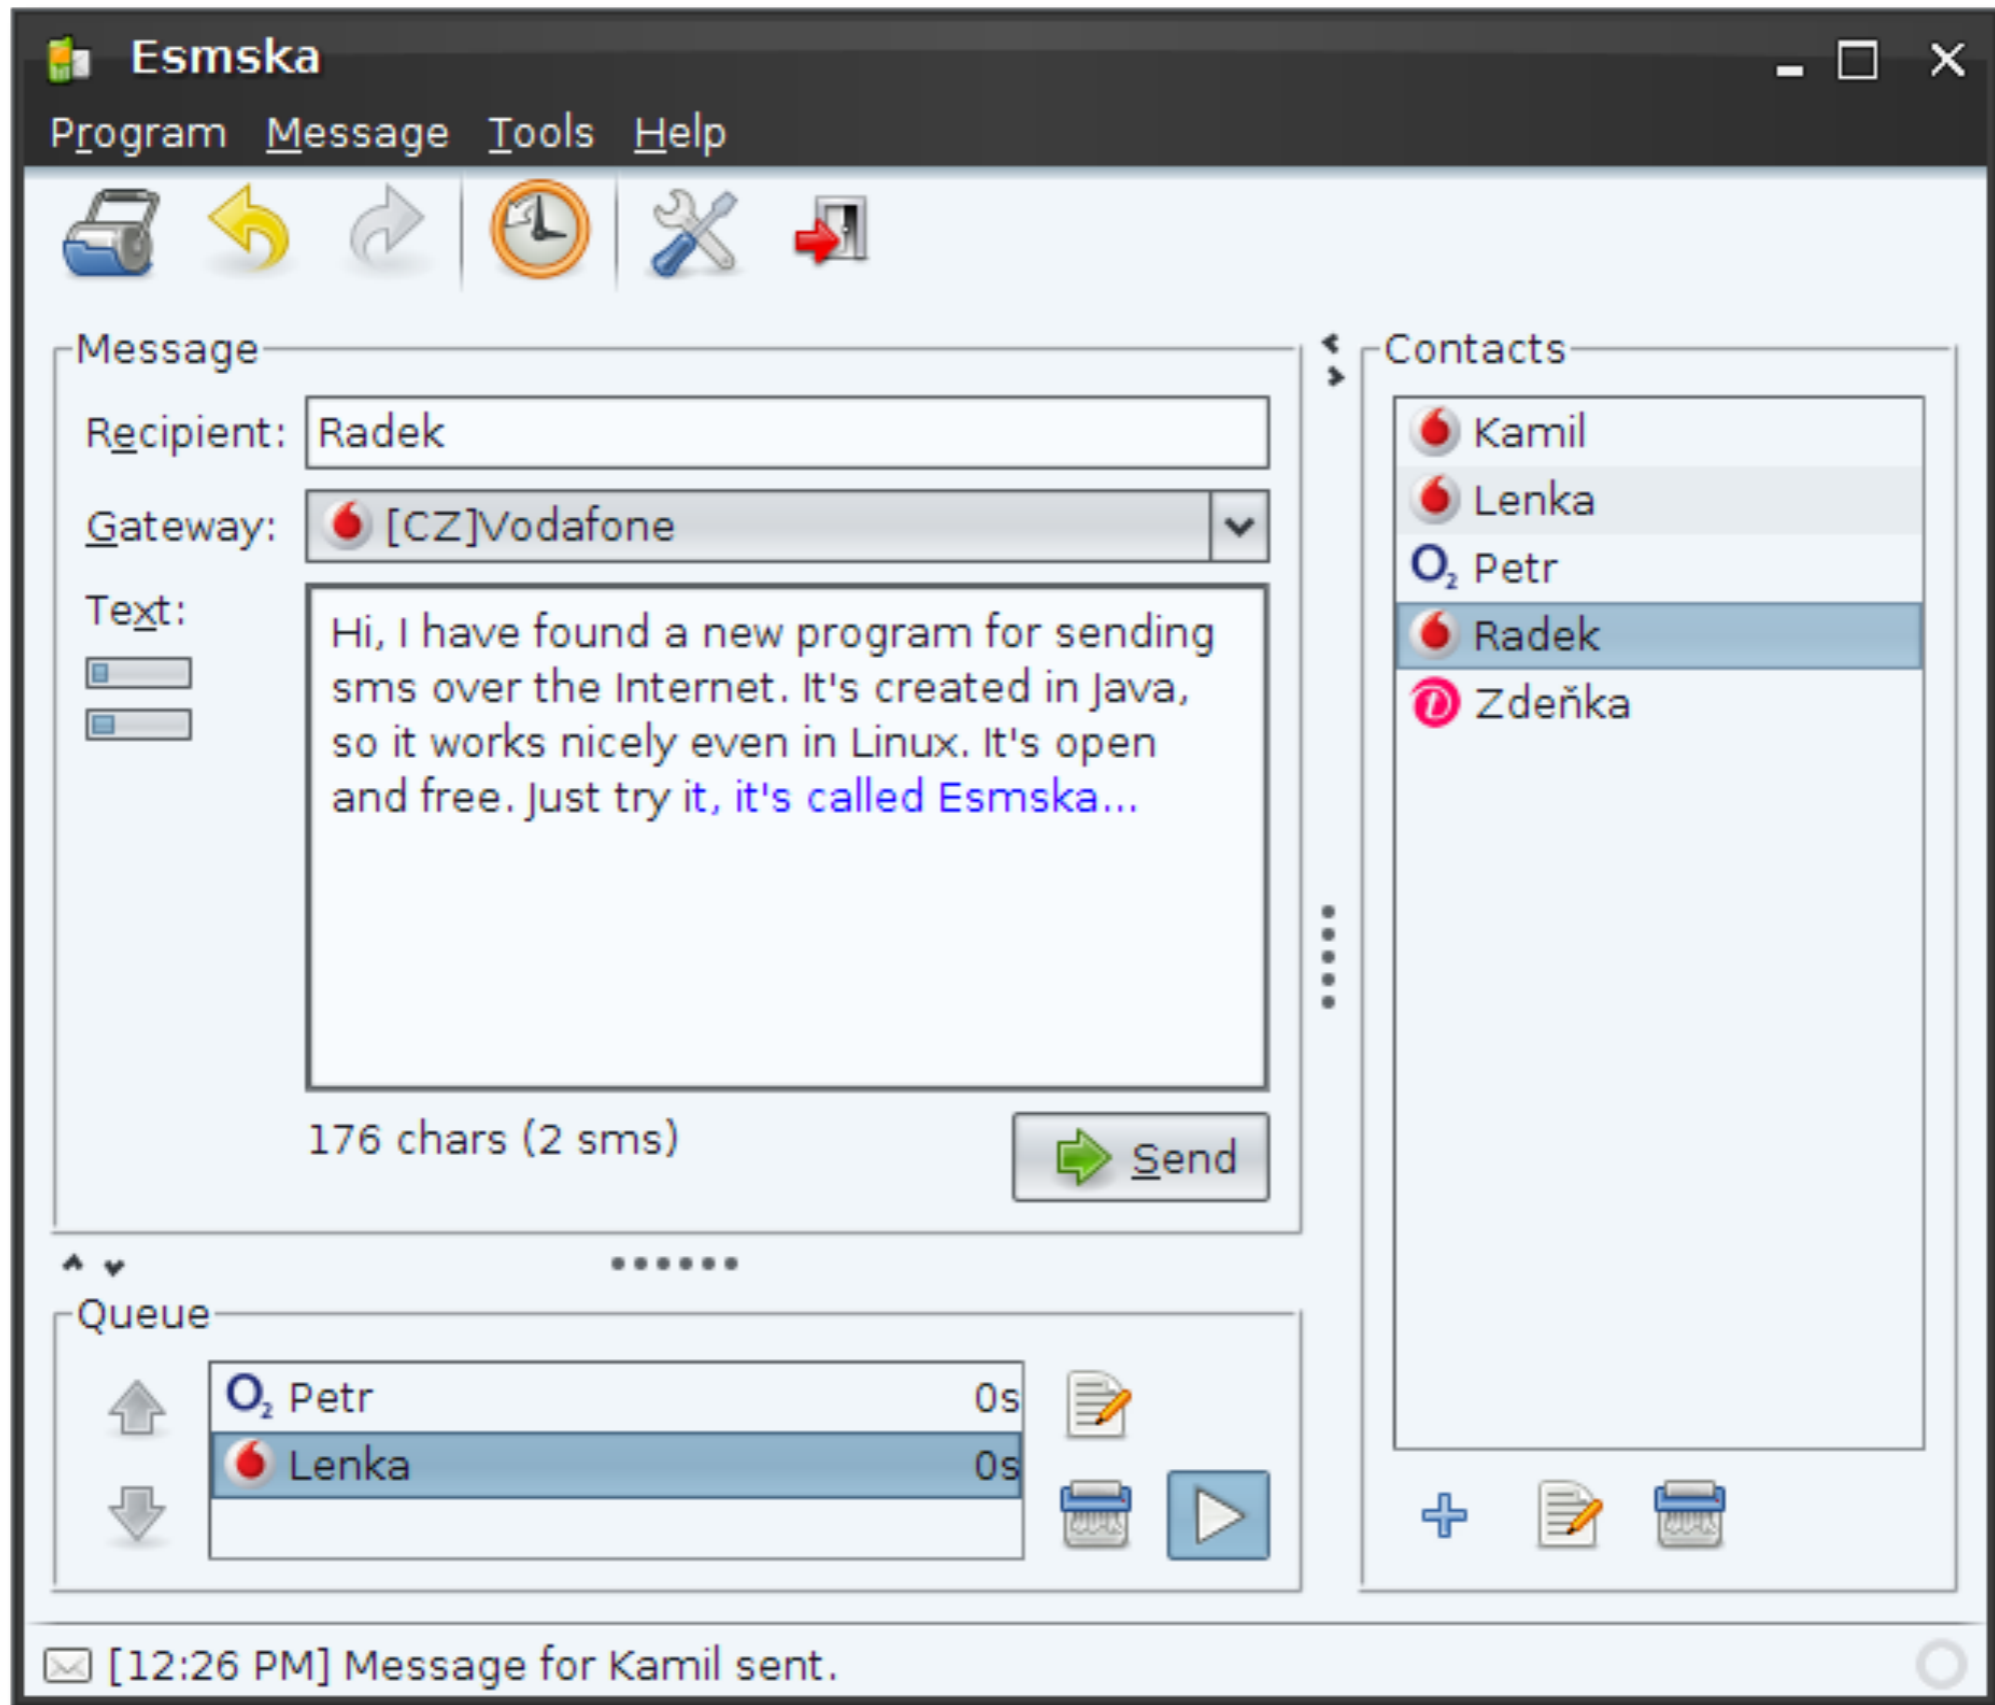 Esmska
Program Message Tools Help
Message
Recipient: Radek
Gateway: [CZ]Vodafone
Text:
Hi, I have found a new program for sending
sms over the Internet. It's created in Java,
so it works nicely even in Linux. It's open
and free. Just try it, it's called Esmska...
176 chars (2 sms)
Send
Contacts
Kamil
Lenka
O2 Petr
Radek
Zdeňka
Queue
O2 Petr 0s
Lenka 0s
[12:26 PM] Message for Kamil sent.